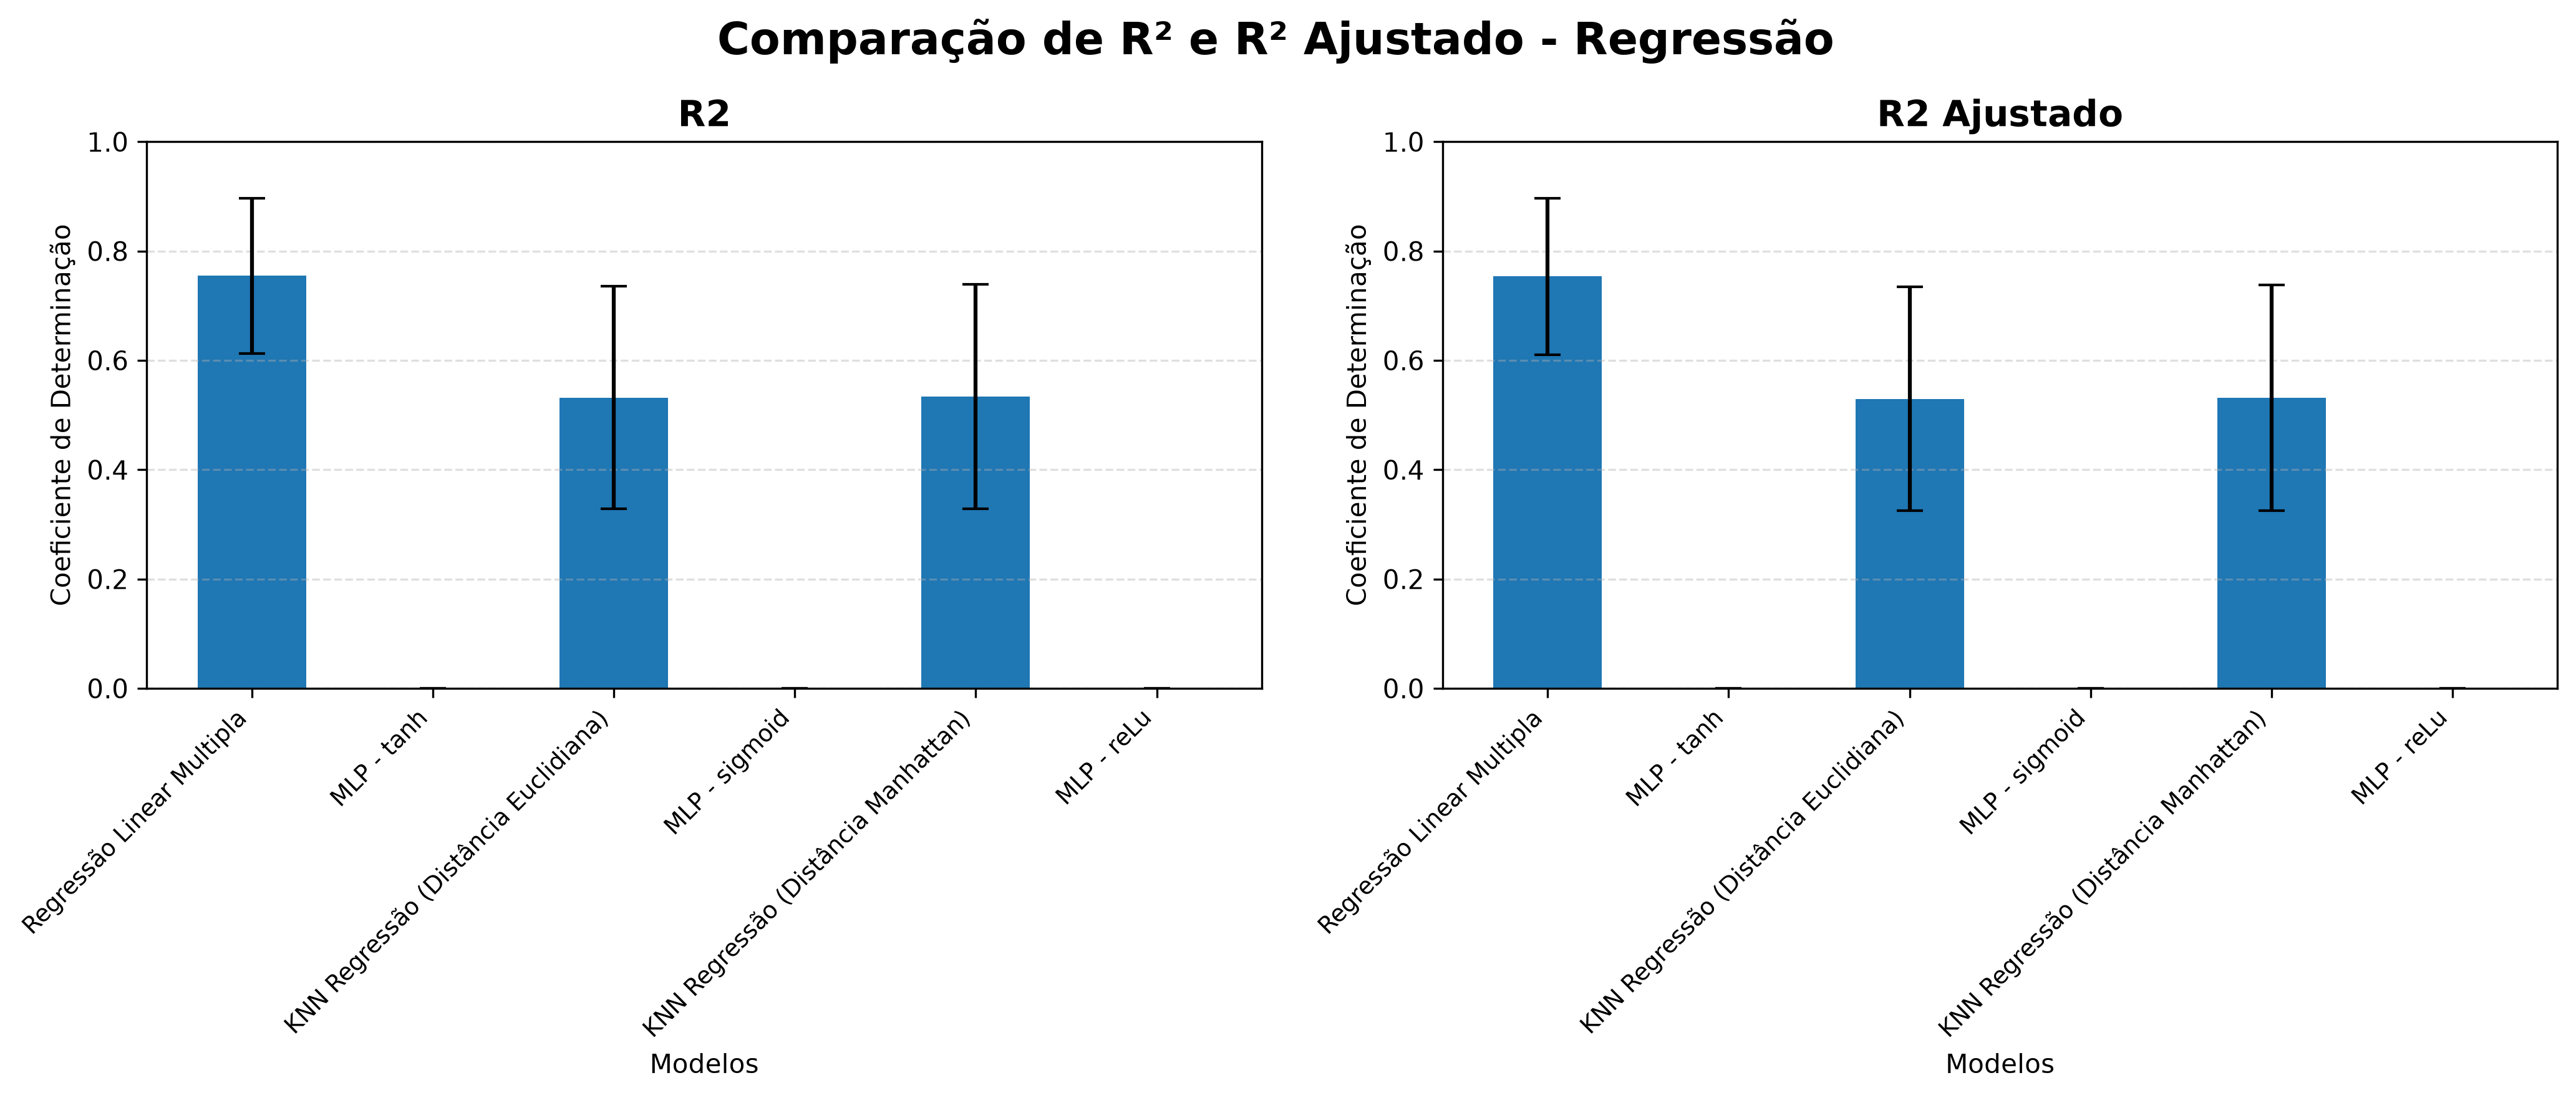 Comparação de R² e R² Ajustado - Regressão
R2
Coeficiente de Determinação
1.0
0.8
0.6
0.4
0.2
0.0
Regressão Linear Multipla
MLP - tanh
KNN Regressão (Distância Euclidiana)
MLP - sigmoid
KNN Regressão (Distância Manhattan)
MLP - reLu
Modelos
R2 Ajustado
Coeficiente de Determinação
1.0
0.8
0.6
0.4
0.2
0.0
Regressão Linear Multipla
MLP - tanh
KNN Regressão (Distância Euclidiana)
MLP - sigmoid
KNN Regressão (Distância Manhattan)
MLP - reLu
Modelos